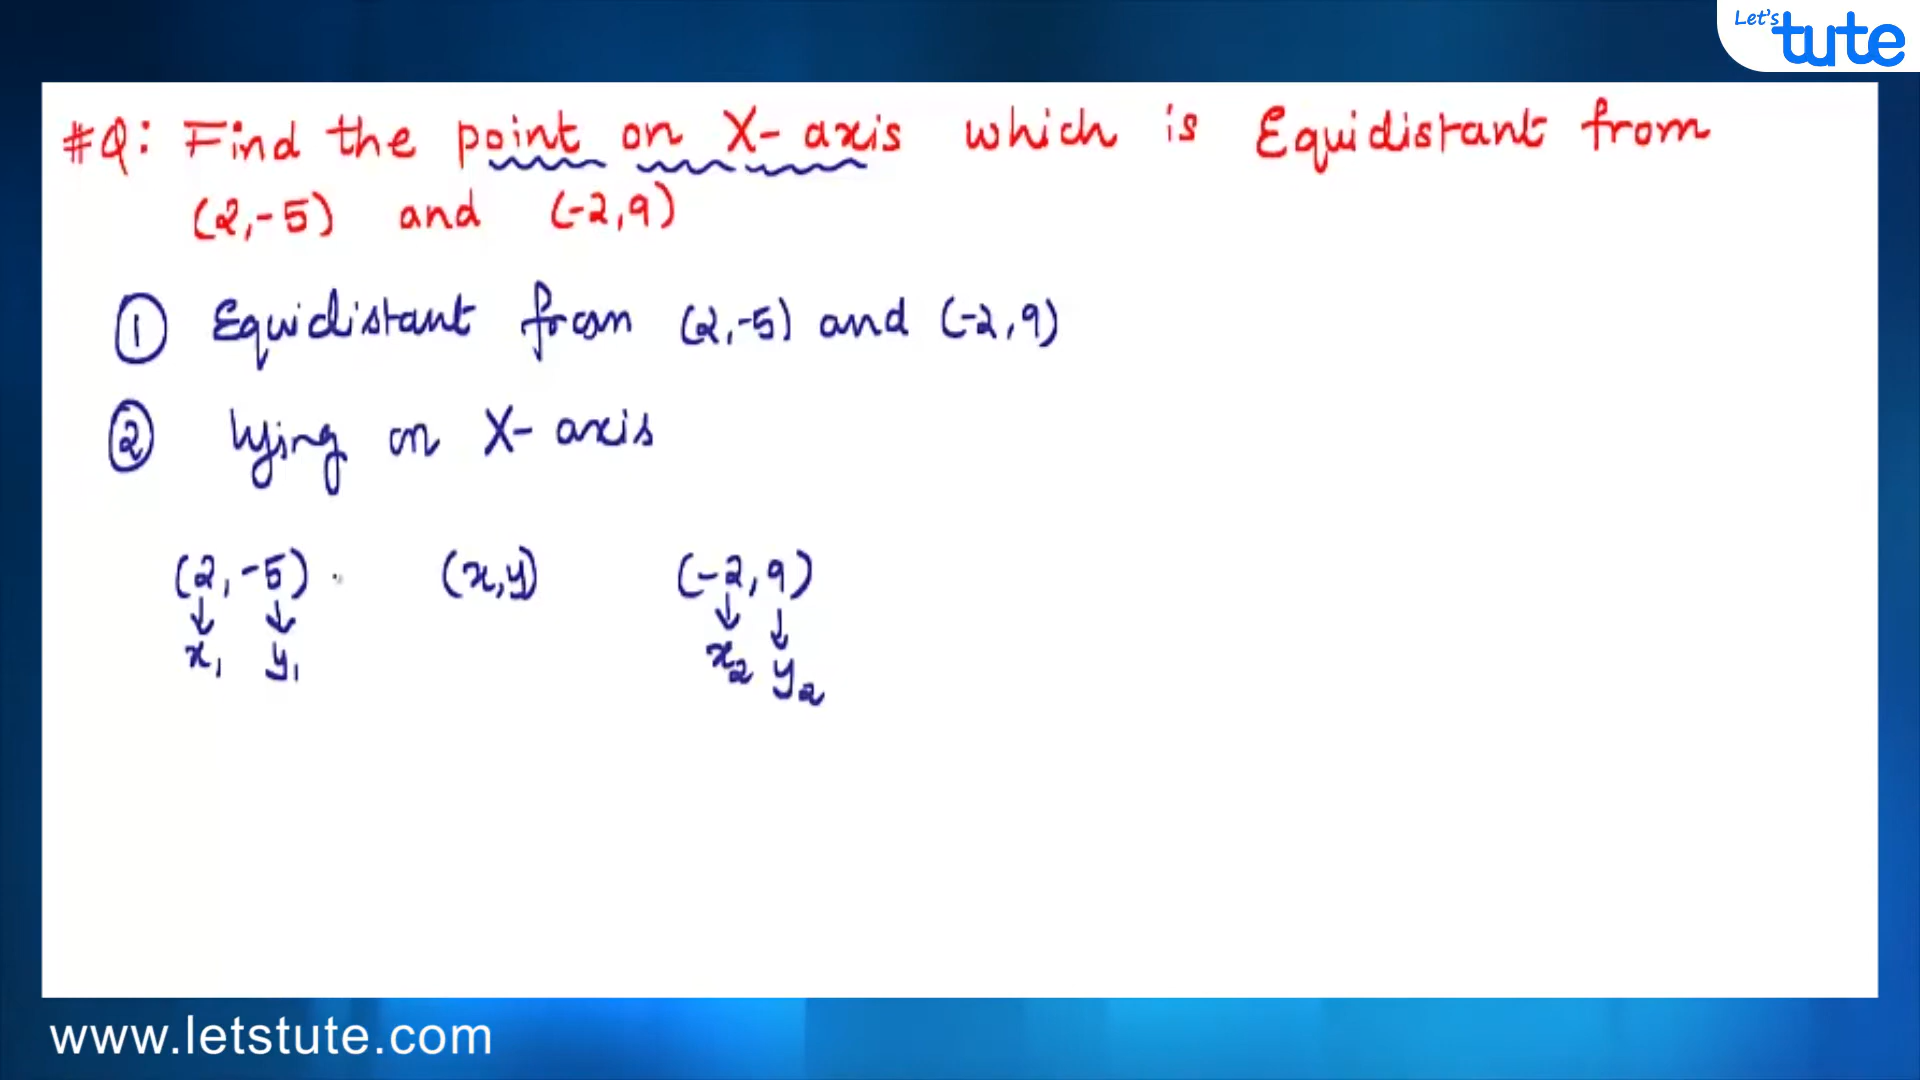 Let's tute
#Q: Find the point on X-axis which is Equidistant from
(2,-5) and (-2,9)
① Equidistant from (2,-5) and (-2,9)
② lying on X-axis
(2,-5) (x,y) (-2,9)
↓ ↓ ↓ ↓
x₁ y₁ x₂ y₂
www.letstute.com